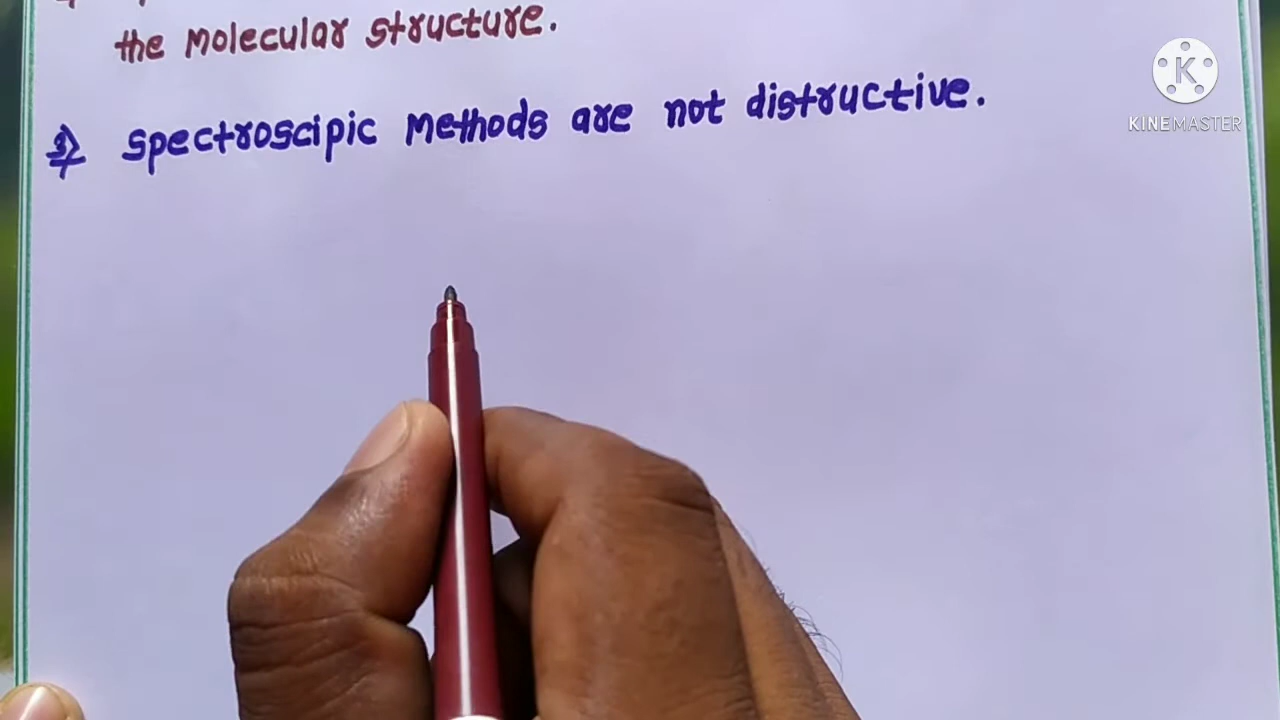 the Molecular structure.
3) spectroscipic Methods are not distructive.
K
KINEMASTER